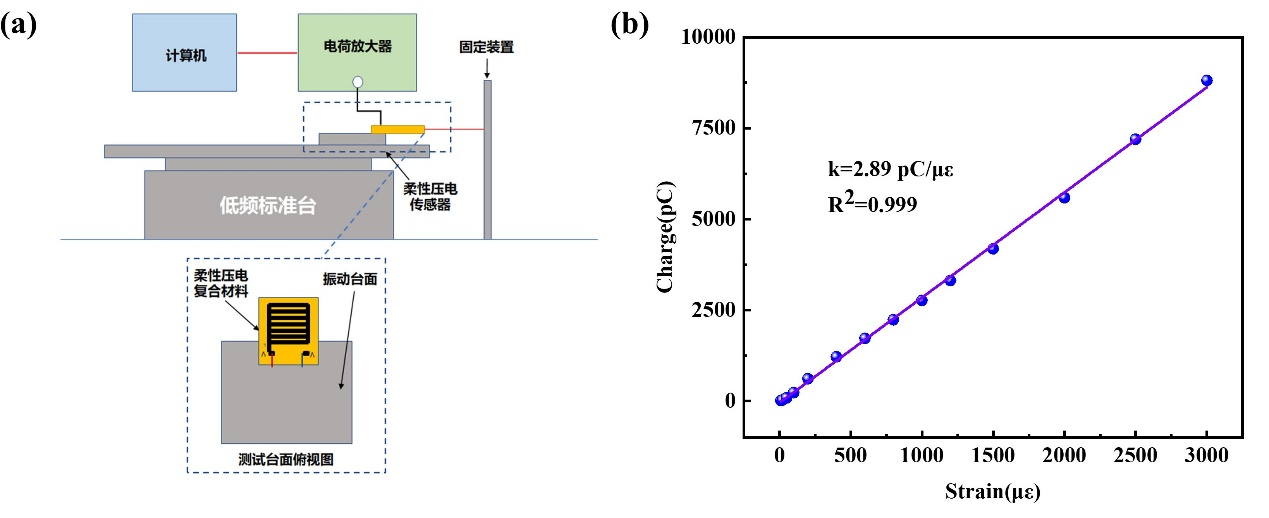 (a)
计算机
电荷放大器
固定装置
柔性压电
传感器
低频标准台
柔性压电
复合材料
振动台面
测试台面俯视图
(b)
10000
7500
5000
2500
0
Charge(pC)
k=2.89 pC/με
R²=0.999
0 500 1000 1500 2000 2500 3000
Strain(με)